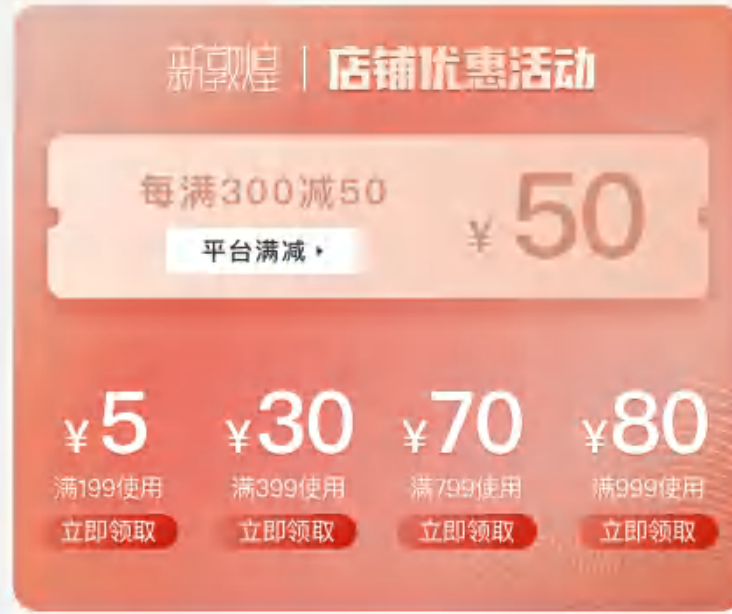 新敦煌 | 店铺优惠活动
每满300减50
平台满减
¥ 50
¥5 ¥30 ¥70 ¥80
满199使用 满399使用 满799使用 满999使用
立即领取 立即领取 立即领取 立即领取